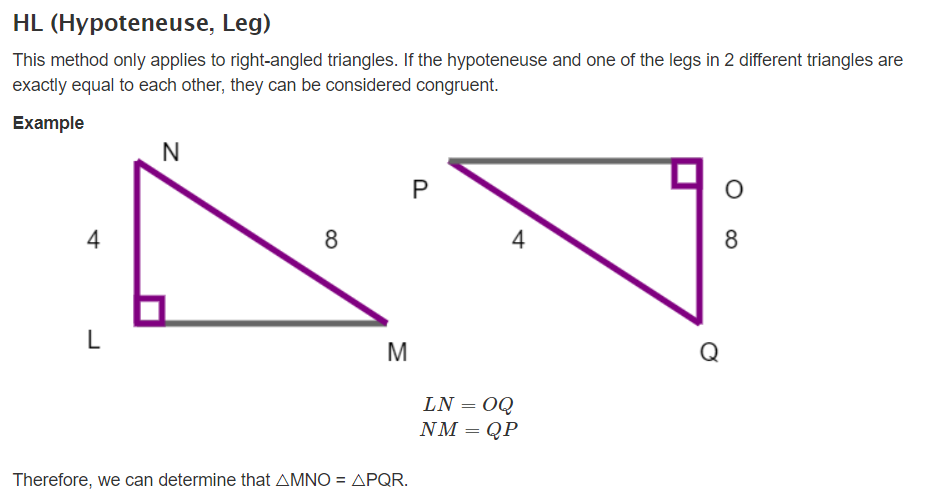 HL (Hypoteneuse, Leg)
This method only applies to right-angled triangles. If the hypoteneuse and one of the legs in 2 different triangles are
exactly equal to each other, they can be considered congruent.
Example
N
P
O
4
8
4
8
L
M
Q
LN = OQ
NM = QP
Therefore, we can determine that △MNO = △PQR.